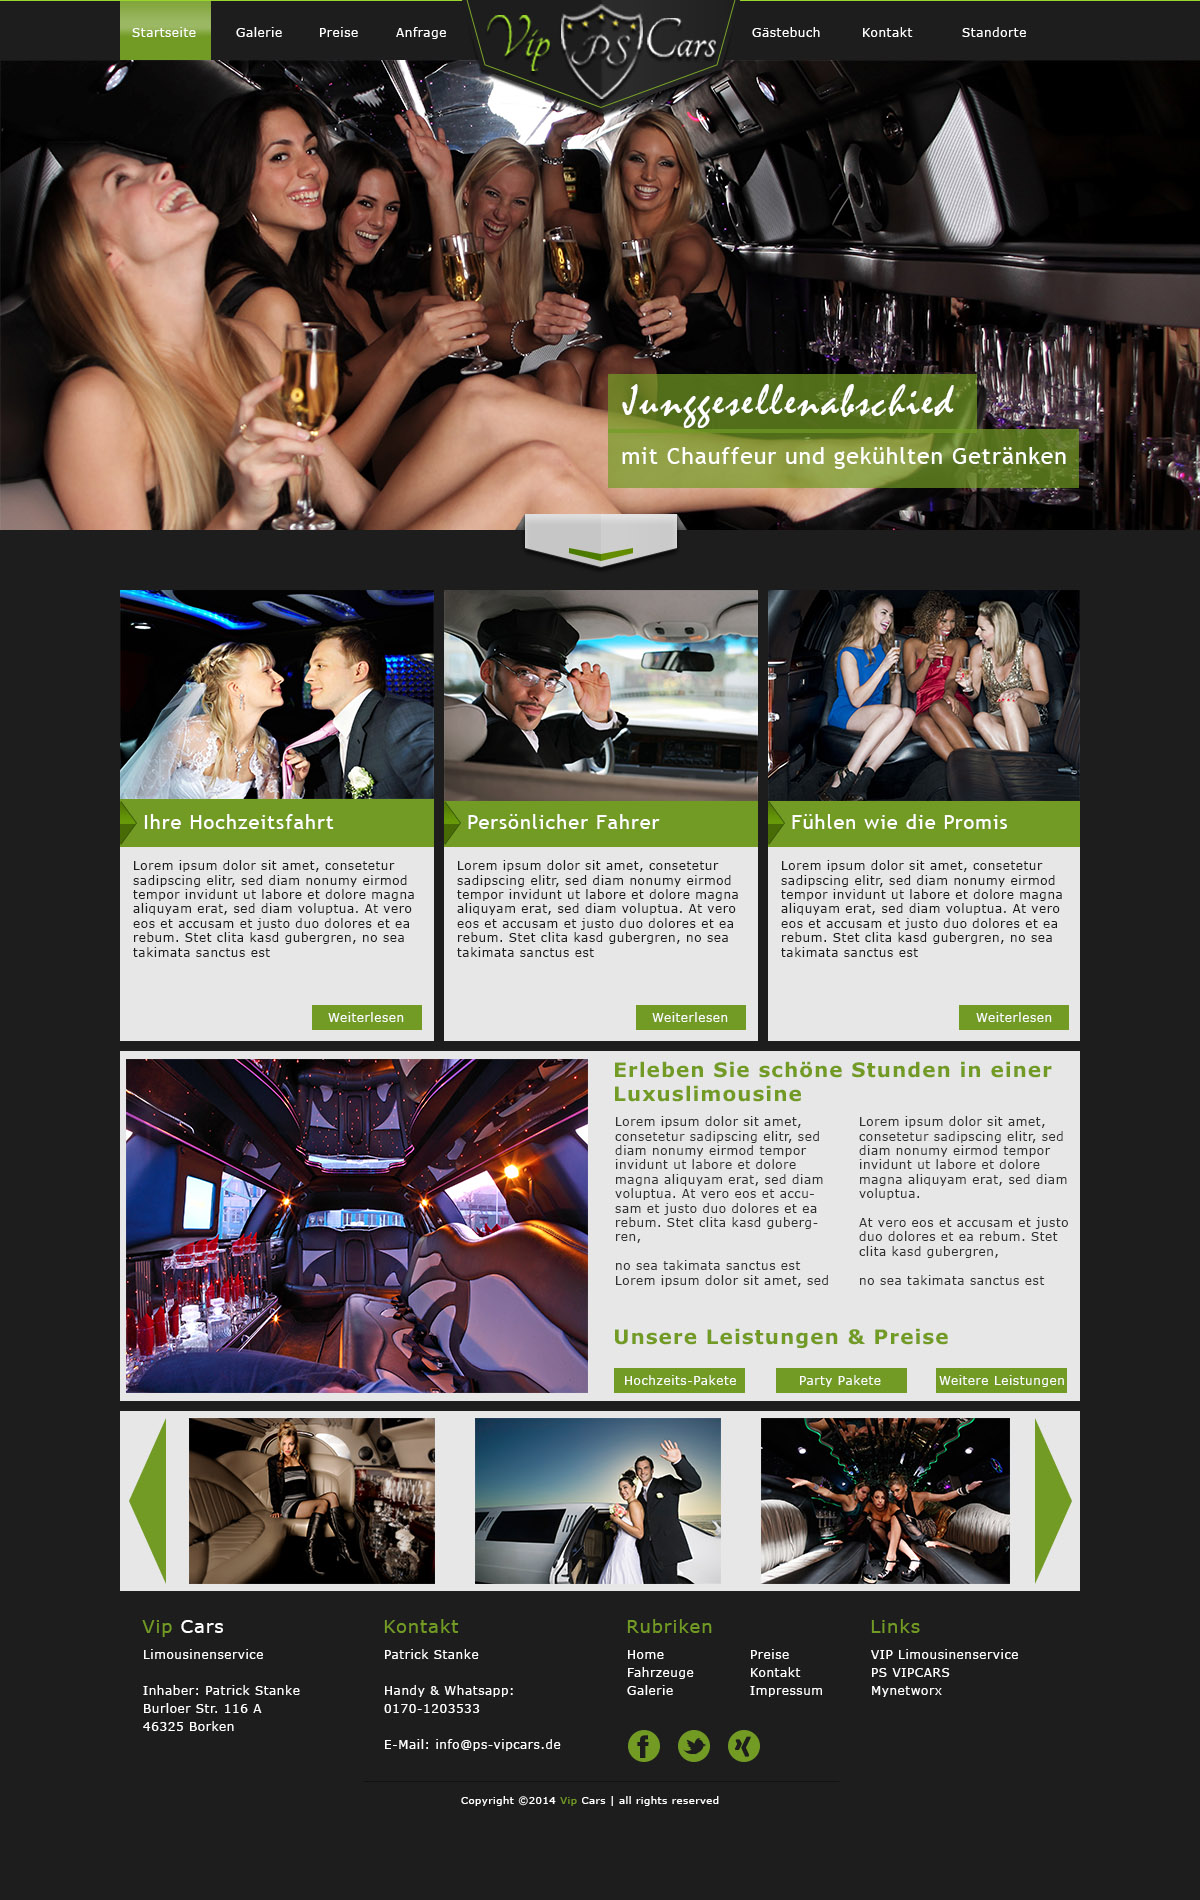 Startseite Galerie Preise Anfrage Vip PS Cars Gästebuch Kontakt Standorte
Junggesellenabschied
mit Chauffeur und gekühlten Getränken
Ihre Hochzeitsfahrt
Lorem ipsum dolor sit amet, consetetur
sadipscing elitr, sed diam nonumy eirmod
tempor invidunt ut labore et dolore magna
aliquyam erat, sed diam voluptua. At vero
eos et accusam et justo duo dolores et ea
rebum. Stet clita kasd gubergren, no sea
takimata sanctus est
Weiterlesen
Persönlicher Fahrer
Lorem ipsum dolor sit amet, consetetur
sadipscing elitr, sed diam nonumy eirmod
tempor invidunt ut labore et dolore magna
aliquyam erat, sed diam voluptua. At vero
eos et accusam et justo duo dolores et ea
rebum. Stet clita kasd gubergren, no sea
takimata sanctus est
Weiterlesen
Fühlen wie die Promis
Lorem ipsum dolor sit amet, consetetur
sadipscing elitr, sed diam nonumy eirmod
tempor invidunt ut labore et dolore magna
aliquyam erat, sed diam voluptua. At vero
eos et accusam et justo duo dolores et ea
rebum. Stet clita kasd gubergren, no sea
takimata sanctus est
Weiterlesen
Erleben Sie schöne Stunden in einer
Luxuslimousine
Lorem ipsum dolor sit amet,
consetetur sadipscing elitr, sed
diam nonumy eirmod tempor
invidunt ut labore et dolore
magna aliquyam erat, sed diam
voluptua. At vero eos et accu-
sam et justo duo dolores et ea
rebum. Stet clita kasd guberg-
ren,
no sea takimata sanctus est
Lorem ipsum dolor sit amet, sed
Lorem ipsum dolor sit amet,
consetetur sadipscing elitr, sed
diam nonumy eirmod tempor
invidunt ut labore et dolore
magna aliquyam erat, sed diam
voluptua.
At vero eos et accusam et justo
duo dolores et ea rebum. Stet
clita kasd gubergren,
no sea takimata sanctus est
Unsere Leistungen & Preise
Hochzeits-Pakete Party Pakete Weitere Leistungen
Vip Cars
Limousinenservice
Inhaber: Patrick Stanke
Burloer Str. 116 A
46325 Borken
Kontakt
Patrick Stanke
Handy & Whatsapp:
0170-1203533
E-Mail: info@ps-vipcars.de
Rubriken
Home
Fahrzeuge
Galerie
Preise
Kontakt
Impressum
Links
VIP Limousinenservice
PS VIPCARS
Mynetworx
Copyright ©2014 Vip Cars | all rights reserved